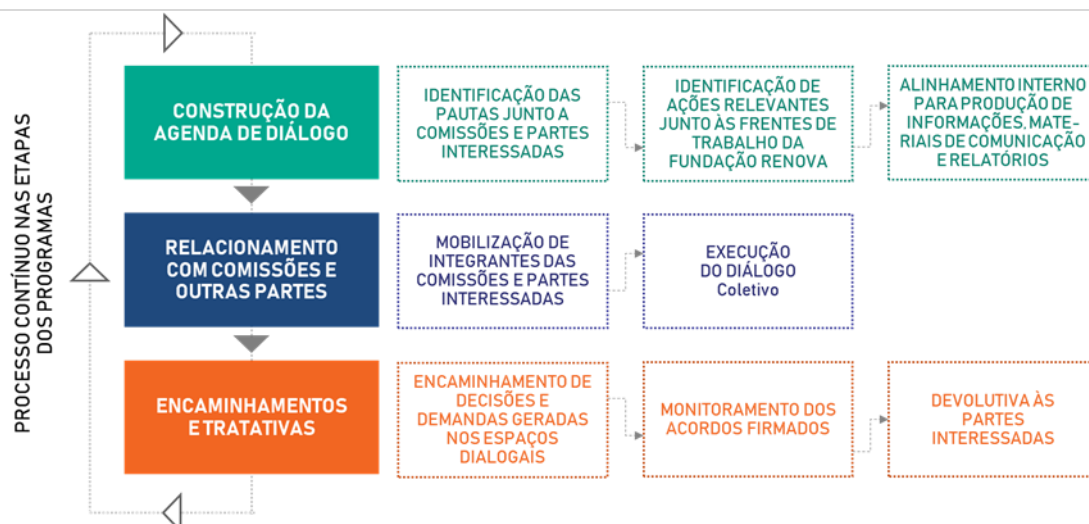 PROCESSO CONTÍNUO NAS ETAPAS
DOS PROGRAMAS
CONSTRUÇÃO DA
AGENDA DE DIÁLOGO
IDENTIFICAÇÃO DAS
PAUTAS JUNTO A
COMISSÕES E PARTES
INTERESSADAS
IDENTIFICAÇÃO DE
AÇÕES RELEVANTES
JUNTO ÀS FRENTES DE
TRABALHO DA
FUNDAÇÃO RENOVA
ALINHAMENTO INTERNO
PARA PRODUÇÃO DE
INFORMAÇÕES, MATE-
RIAIS DE COMUNICAÇÃO
E RELATÓRIOS
RELACIONAMENTO
COM COMISSÕES E
OUTRAS PARTES
MOBILIZAÇÃO DE
INTEGRANTES DAS
COMISSÕES E PARTES
INTERESSADAS
EXECUÇÃO
DO DIÁLOGO
Coletivo
ENCAMINHAMENTOS
E TRATATIVAS
ENCAMINHAMENTO DE
DECISÕES E
DEMANDAS GERADAS
NOS ESPAÇOS
DIALOGAIS
MONITORAMENTO DOS
ACORDOS FIRMADOS
DEVOLUTIVA ÀS
PARTES
INTERESSADAS